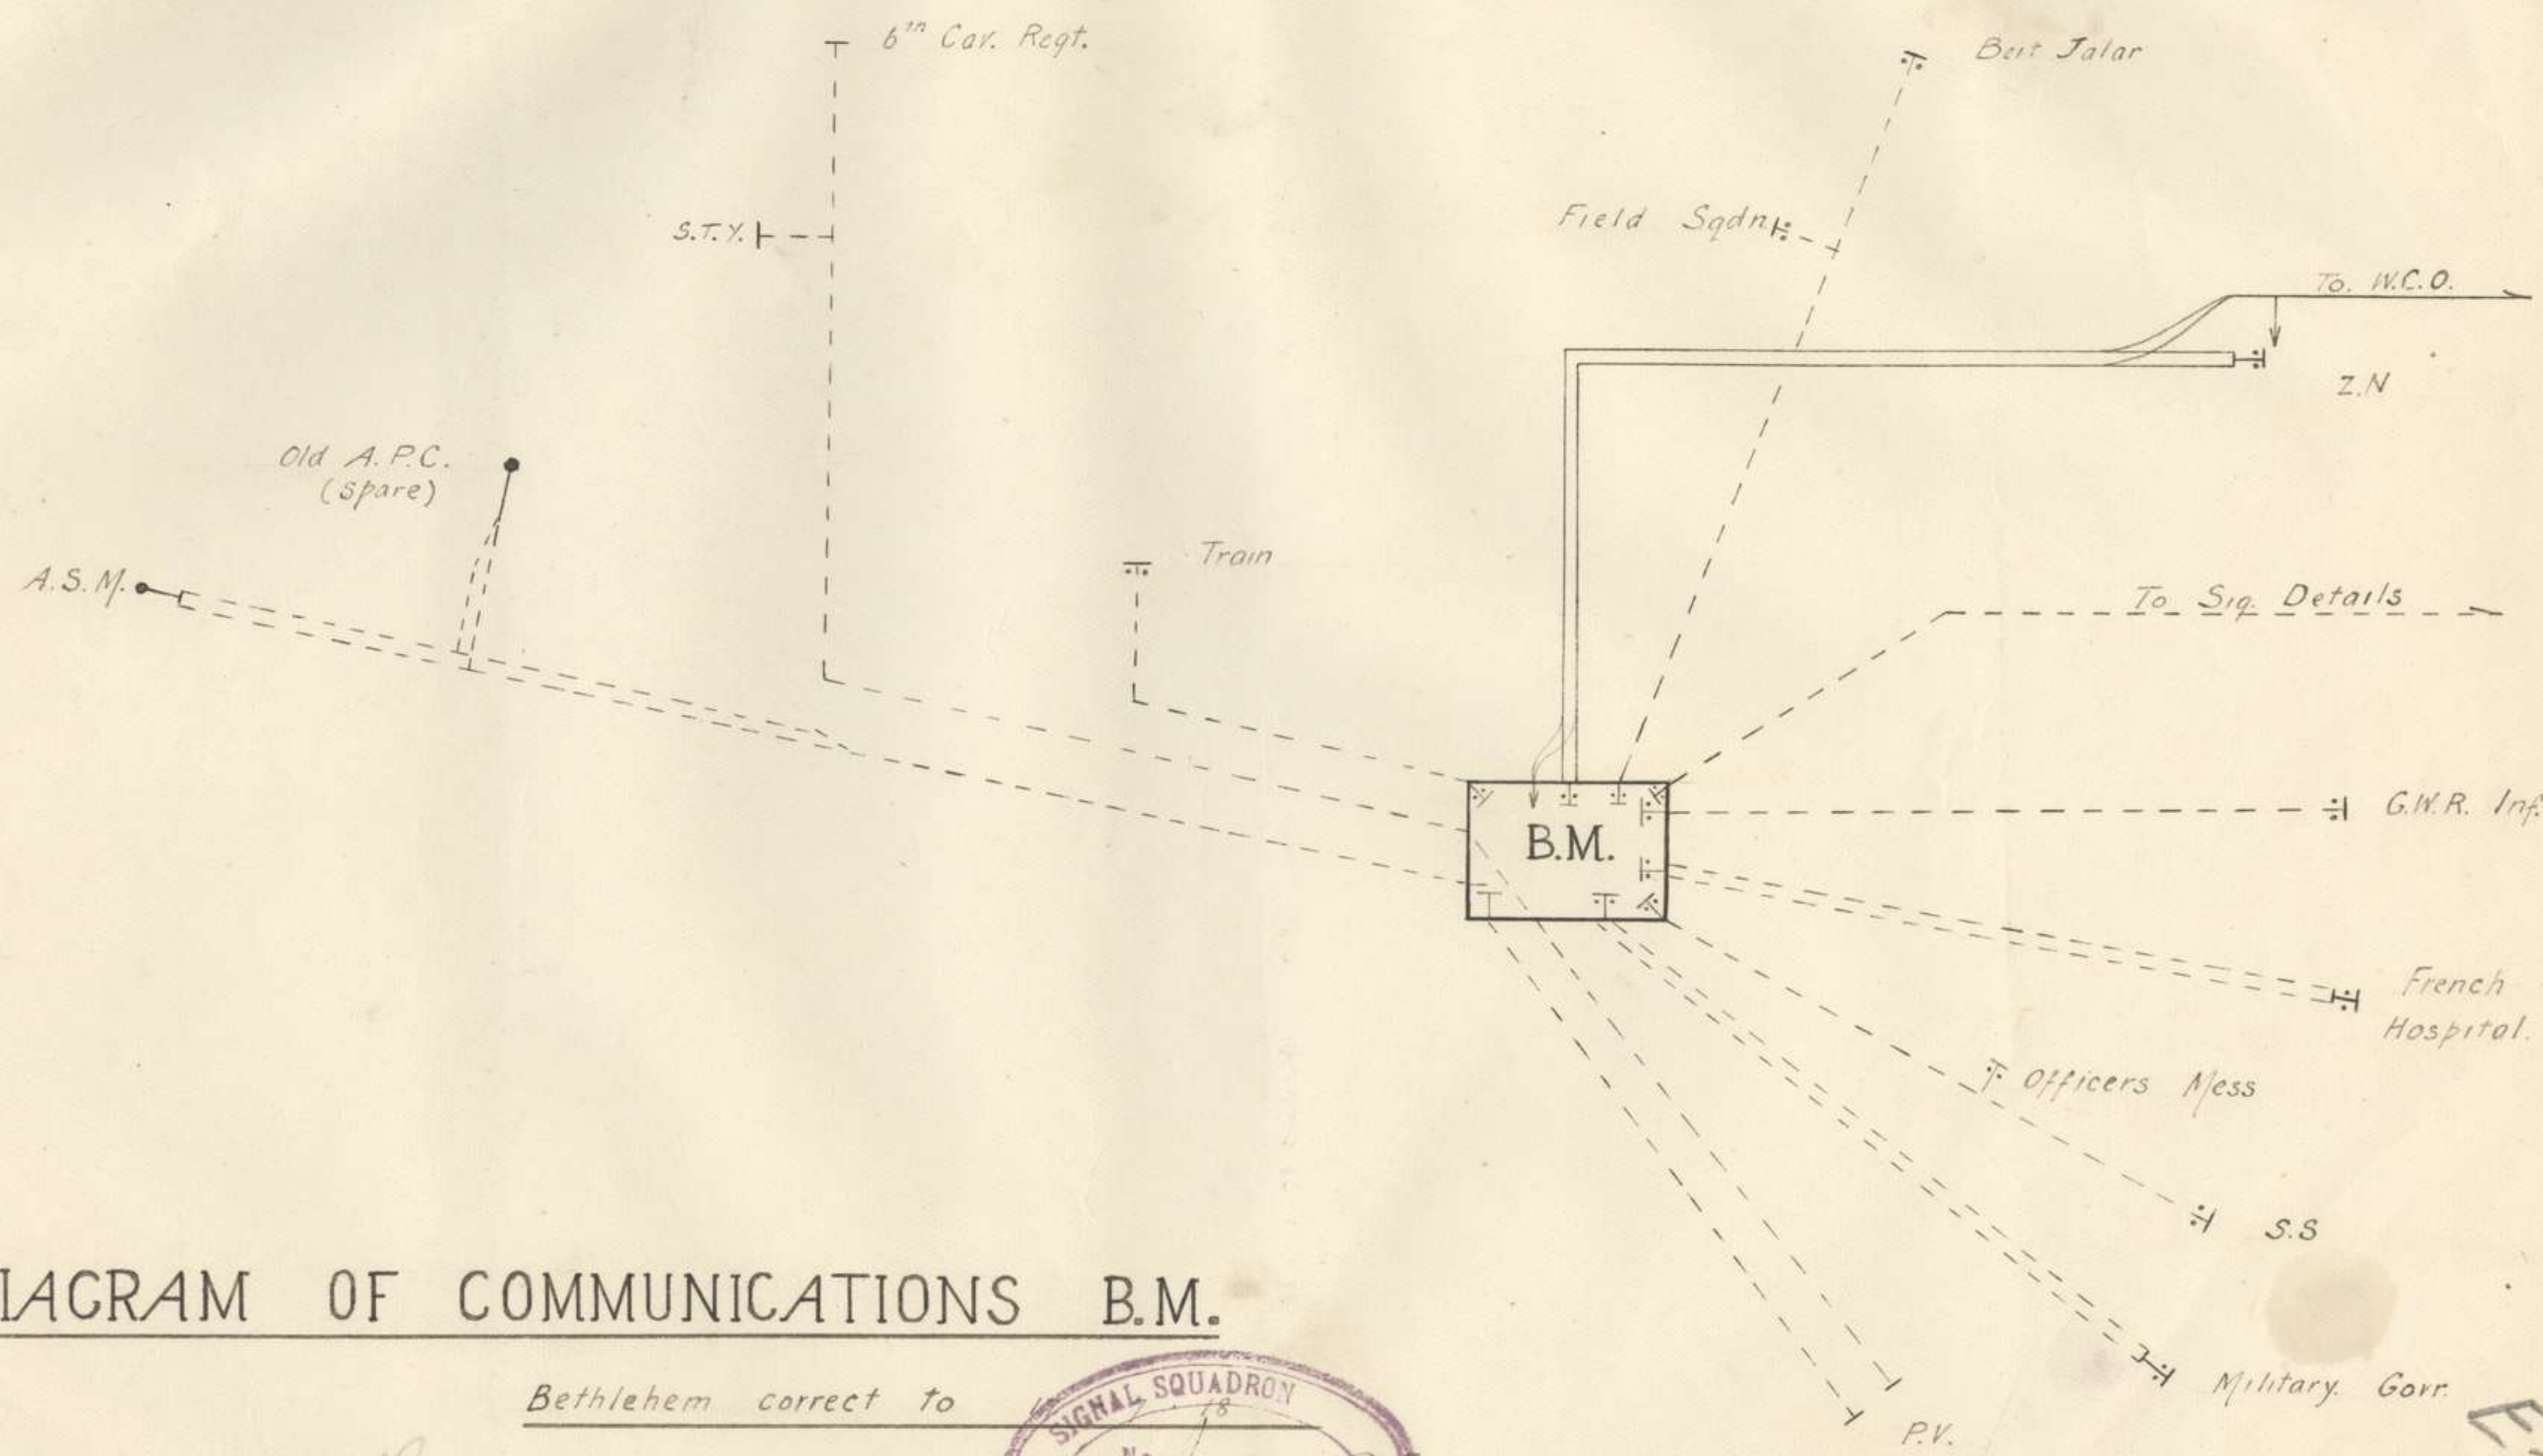 6th Cav. Regt.
Beit Jalar
S.T.Y.
Field Sqdn.
To. W.C.O.
Z.N
Old A.P.C.
(Spare)
A.S.M.
Train
To Sig. Details
B.M.
G.W.R. Inf.
French
Hospital.
Officers Mess
S.S
Military. Govr.
P.V.
IAGRAM OF COMMUNICATIONS B.M.
Bethlehem correct to
SIGNAL SQUADRON
18